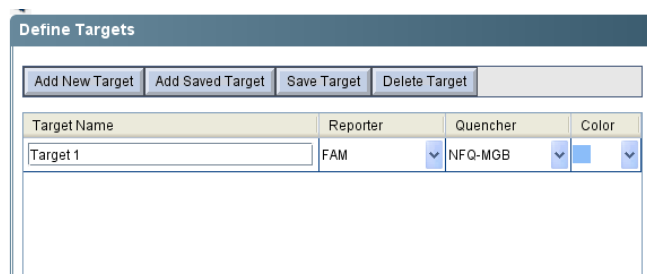 Define Targets
Add New Target Add Saved Target Save Target Delete Target
Target Name Reporter Quencher Color
Target 1 FAM NFQ-MGB